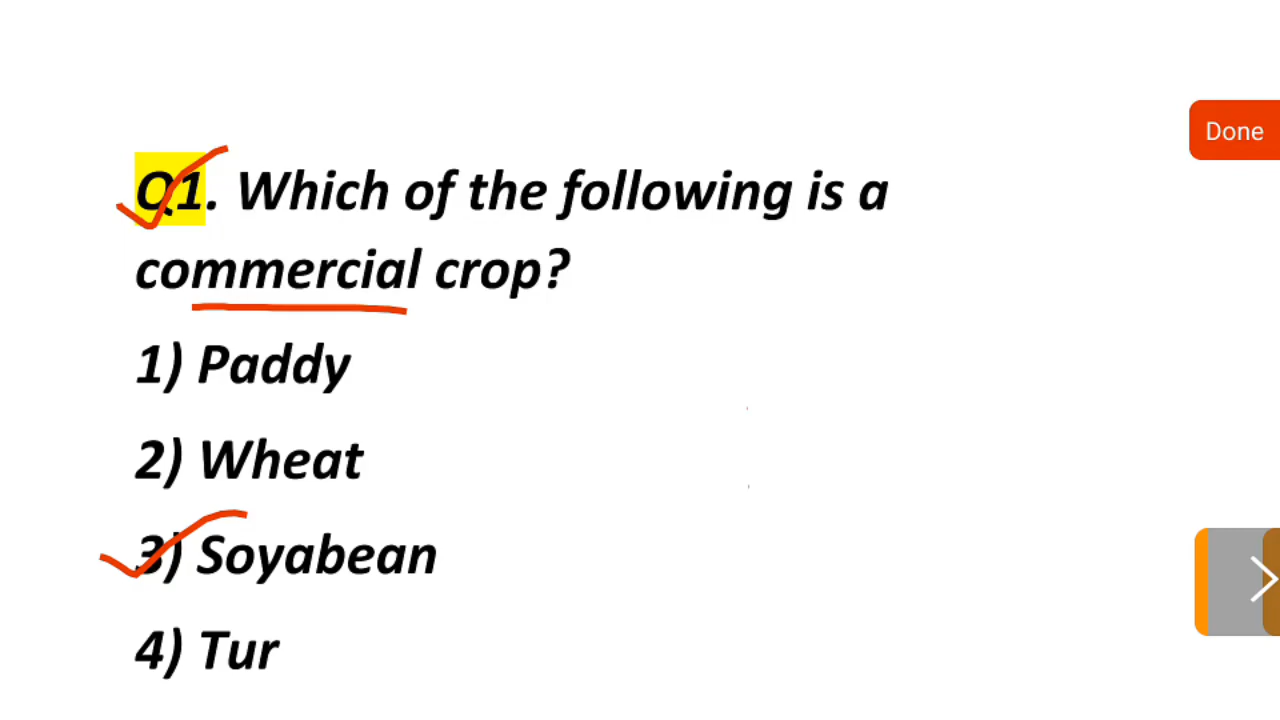 Done
Q1. Which of the following is a
commercial crop?
1) Paddy
2) Wheat
3) Soyabean
4) Tur